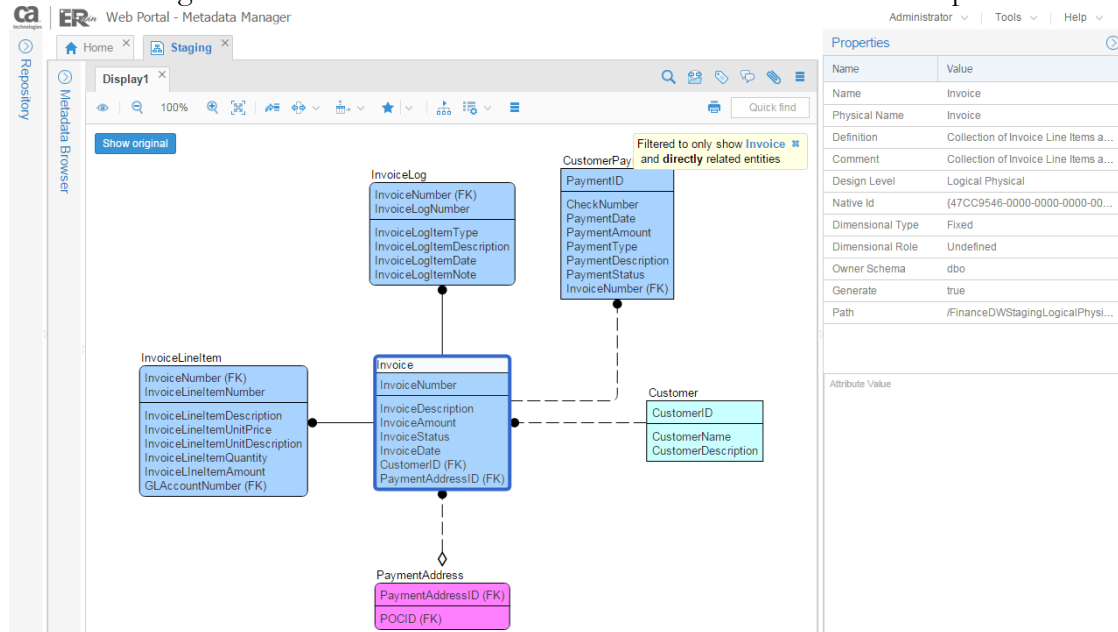 ca ERwin Web Portal - Metadata Manager Administrator Tools Help
technologies
Home Staging
Repository
Metadata Browser
Display1
100% Quick find
Show original
Filtered to only show Invoice
and directly related entities
InvoiceLog
InvoiceNumber (FK)
InvoiceLogNumber
InvoiceLogItemType
InvoiceLogItemDescription
InvoiceLogItemDate
InvoiceLogItemNote
CustomerPay
PaymentID
CheckNumber
PaymentDate
PaymentAmount
PaymentType
PaymentDescription
PaymentStatus
InvoiceNumber (FK)
InvoiceLineItem
InvoiceNumber (FK)
InvoiceLineItemNumber
InvoiceLineItemDescription
InvoiceLineItemUnitPrice
InvoiceLineItemUnitDescription
InvoiceLineItemQuantity
InvoiceLIneItemAmount
GLAccountNumber (FK)
Invoice
InvoiceNumber
InvoiceDescription
InvoiceAmount
InvoiceStatus
InvoiceDate
CustomerID (FK)
PaymentAddressID (FK)
Customer
CustomerID
CustomerName
CustomerDescription
PaymentAddress
PaymentAddressID (FK)
POCID (FK)
Properties
Name Value
Name Invoice
Physical Name Invoice
Definition Collection of Invoice Line Items a...
Comment Collection of Invoice Line Items a...
Design Level Logical Physical
Native Id {47CC9546-0000-0000-0000-00...
Dimensional Type Fixed
Dimensional Role Undefined
Owner Schema dbo
Generate true
Path /FinanceDWStagingLogicalPhysi...
Attribute Value